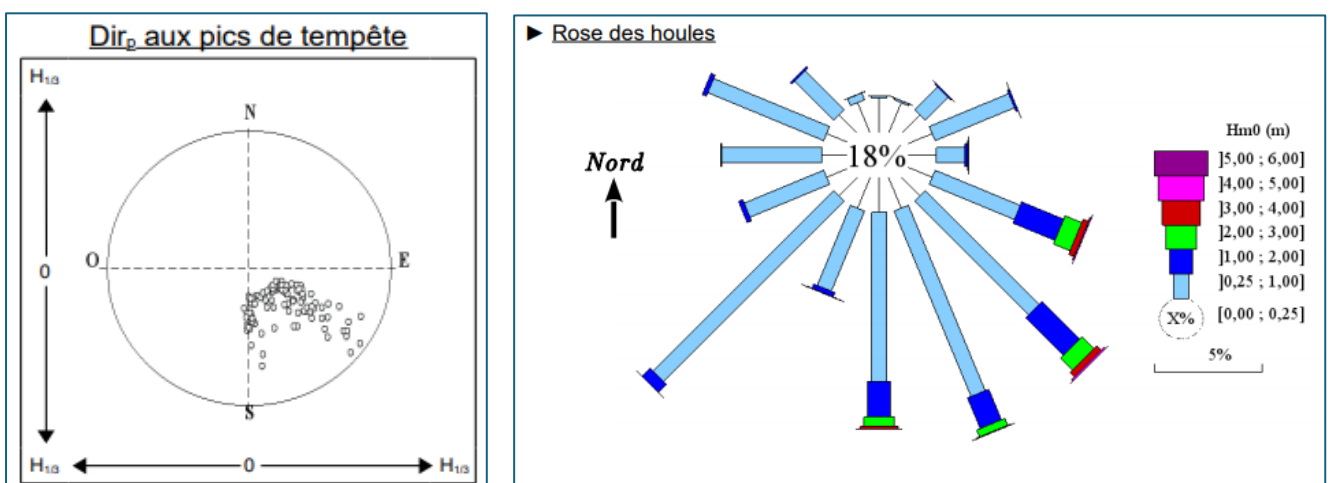 Dirₚ aux pics de tempête
H₁/₃
N
O
0
E
S
H₁/₃
0
H₁/₃
► Rose des houles
Nord
18%
Hm0 (m)
]5,00 ; 6,00]
]4,00 ; 5,00]
]3,00 ; 4,00]
]2,00 ; 3,00]
]1,00 ; 2,00]
]0,25 ; 1,00]
[0,00 ; 0,25]
X%
5%